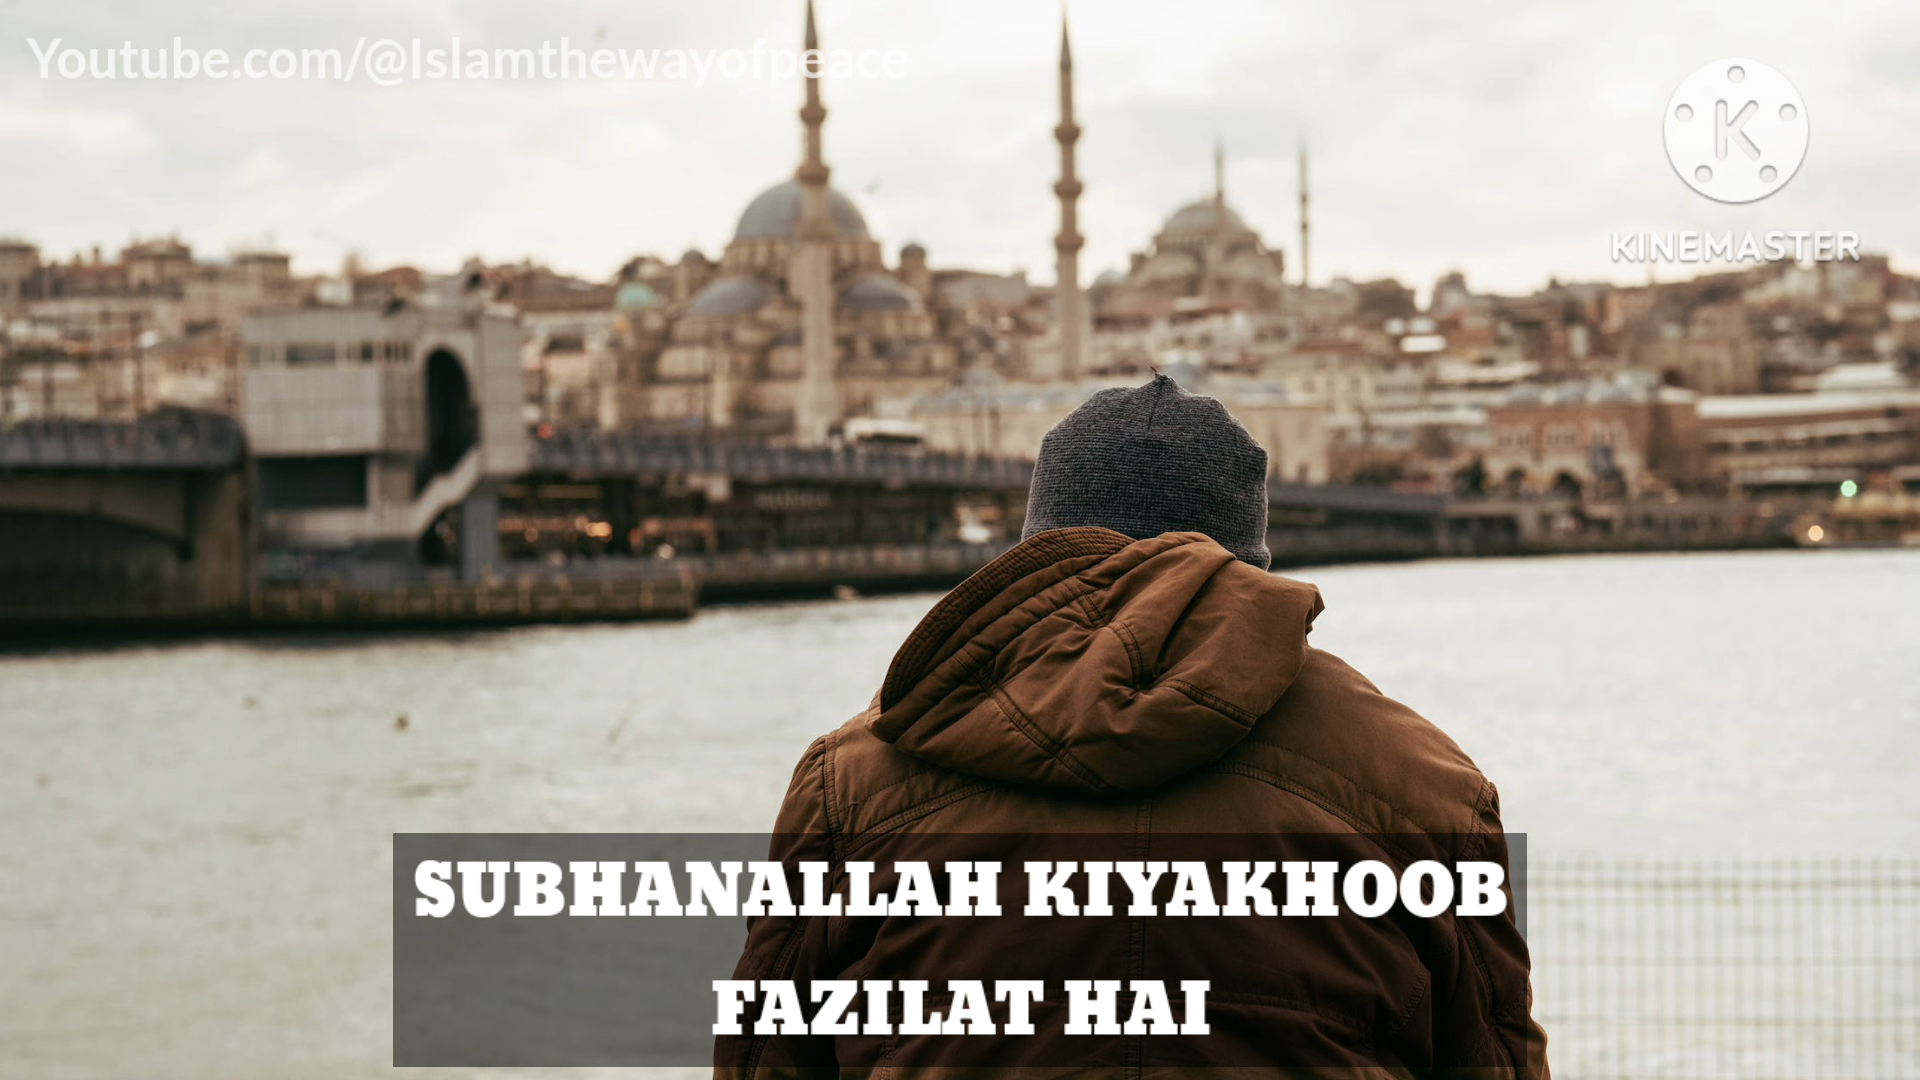 Youtube.com/@Islamthewayofpeace
K
KINEMASTER
SUBHANALLAH KIYAKHOOB
FAZILAT HAI